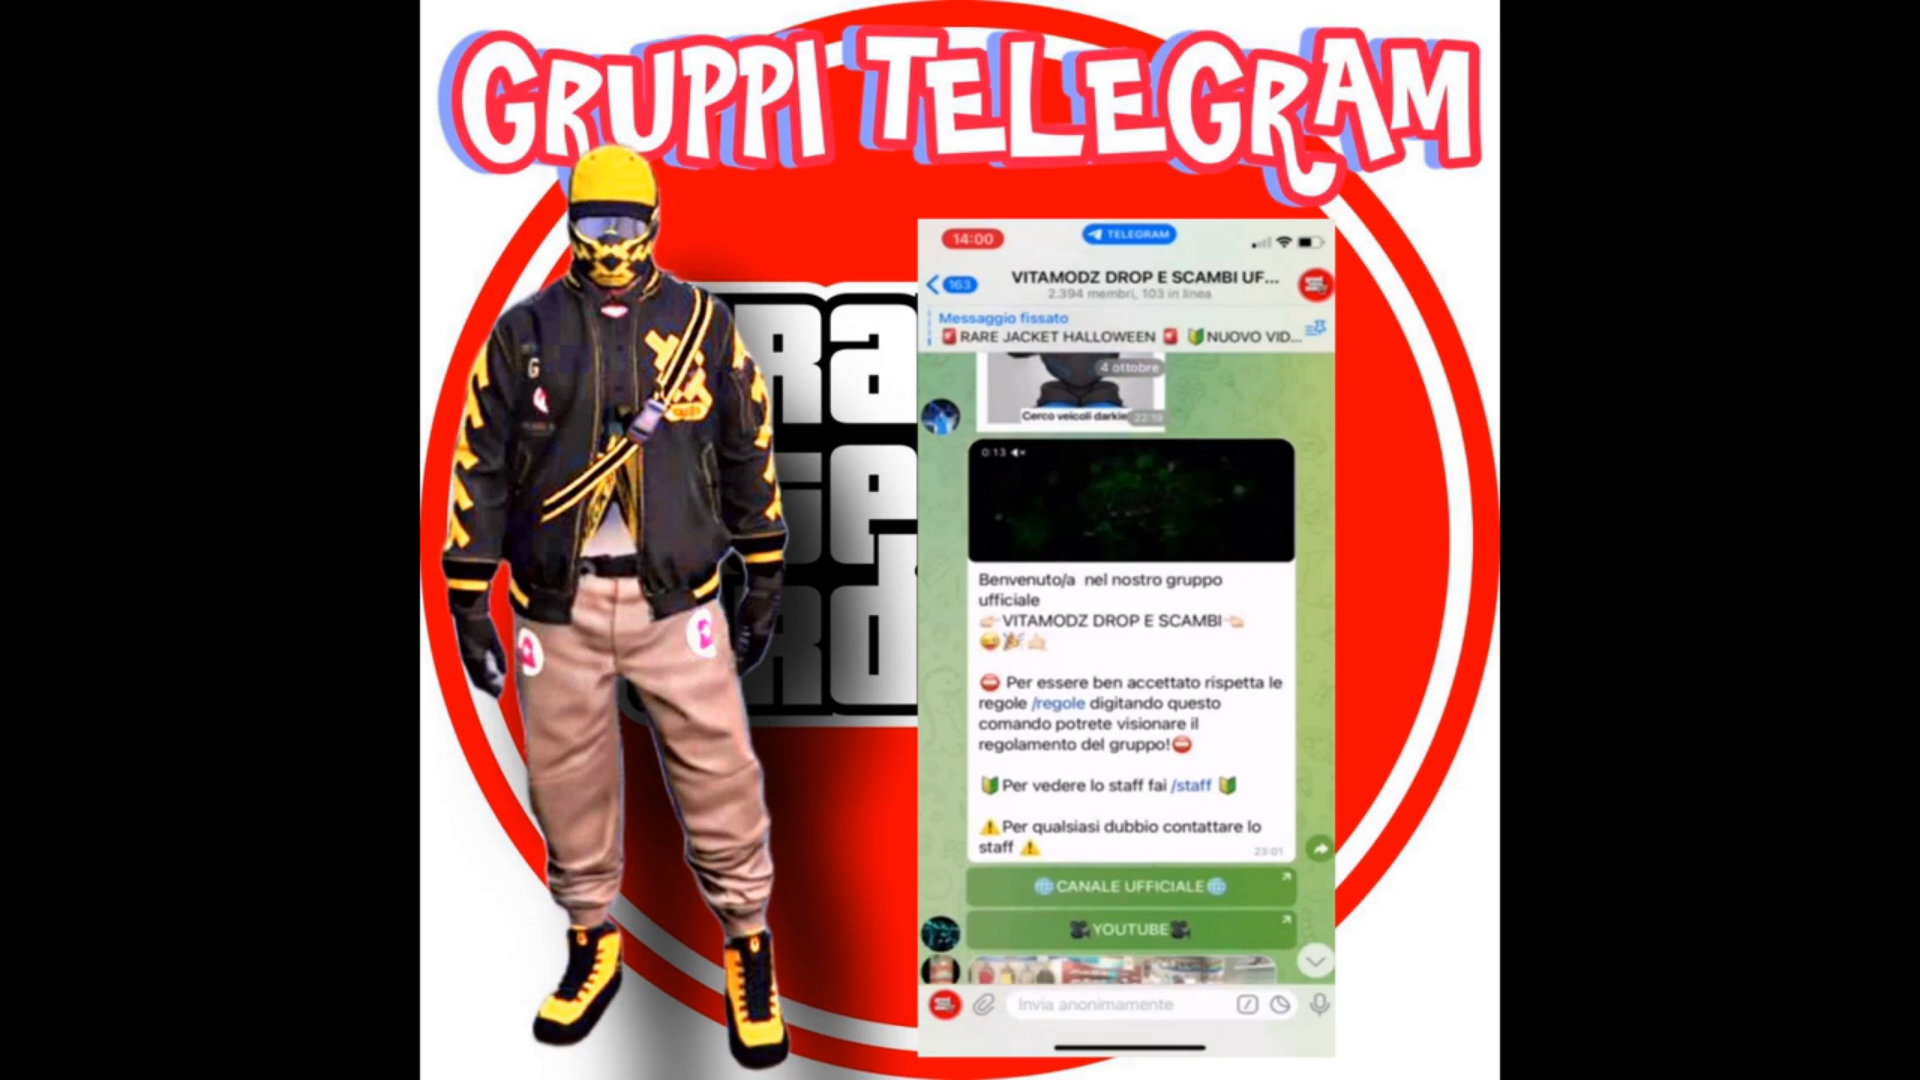 GRUPPI TELEGRAM
14:00
TELEGRAM
163
VITAMODZ DROP E SCAMBI UF...
2.394 membri, 103 in linea
Messaggio fissato
🚨RARE JACKET HALLOWEEN 🚨 🔰NUOVO VID...
4 ottobre
Cerco veicoli darkie
22:19
0:13
Benvenuto/a nel nostro gruppo
ufficiale
👉🏻VITAMODZ DROP E SCAMBI👈🏻
😄🎉🤙🏻
⛔ Per essere ben accettato rispetta le
regole /regole digitando questo
comando potrete visionare il
regolamento del gruppo!⛔
🔰Per vedere lo staff fai /staff 🔰
⚠️Per qualsiasi dubbio contattare lo
staff ⚠️
23:01
🌐CANALE UFFICIALE🌐
🎥YOUTUBE🎥
Invia anonimamente